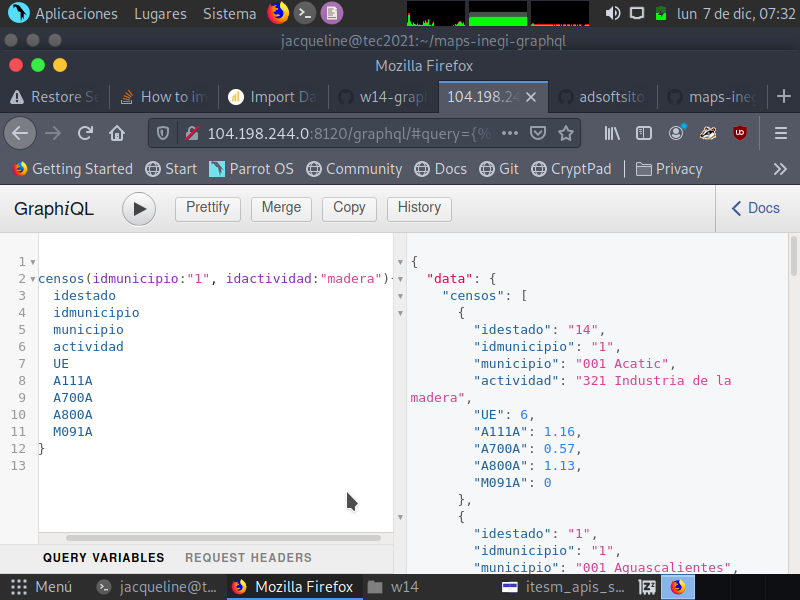 Aplicaciones Lugares Sistema lun 7 de dic, 07:32
jacqueline@tec2021:~/maps-inegi-graphql
Mozilla Firefox
Restore S How to im Import Da w14-grap 104.198.24 adsoftsito maps-ineg
104.198.244.0:8120/graphql/#query={%
Getting Started Start Parrot OS Community Docs Git CryptPad Privacy
GraphiQL Prettify Merge Copy History Docs
1
2 censos(idmunicipio:"1", idactividad:"madera"){
3 idestado
4 idmunicipio
5 municipio
6 actividad
7 UE
8 A111A
9 A700A
10 A800A
11 M091A
12 }
13
{
"data": {
"censos": [
{
"idestado": "14",
"idmunicipio": "1",
"municipio": "001 Acatic",
"actividad": "321 Industria de la
madera",
"UE": 6,
"A111A": 1.16,
"A700A": 0.57,
"A800A": 1.13,
"M091A": 0
},
{
"idestado": "1",
"idmunicipio": "1",
"municipio": "001 Aguascalientes",
QUERY VARIABLES REQUEST HEADERS
Menú jacqueline@t... Mozilla Firefox w14 itesm_apis_s...